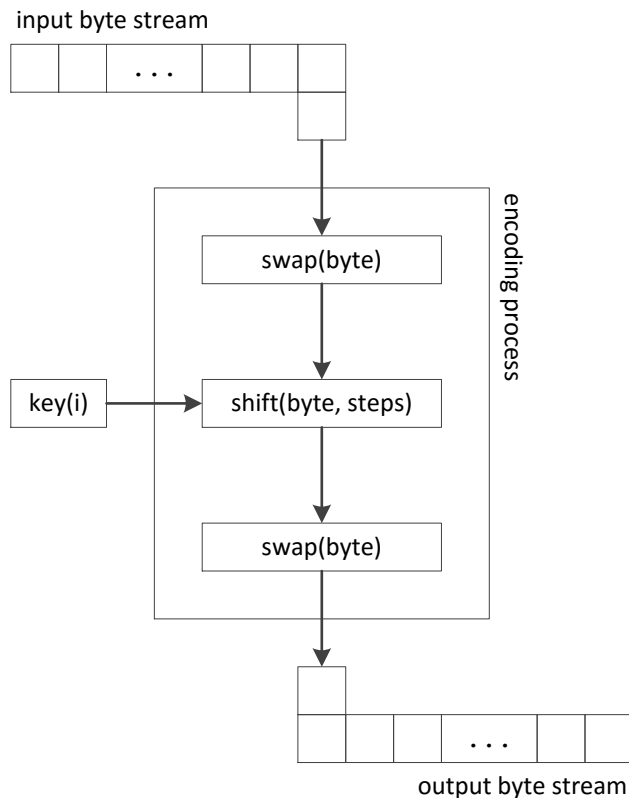 input byte stream
. . .
encoding process
swap(byte)
key(i)
shift(byte, steps)
swap(byte)
. . .
output byte stream